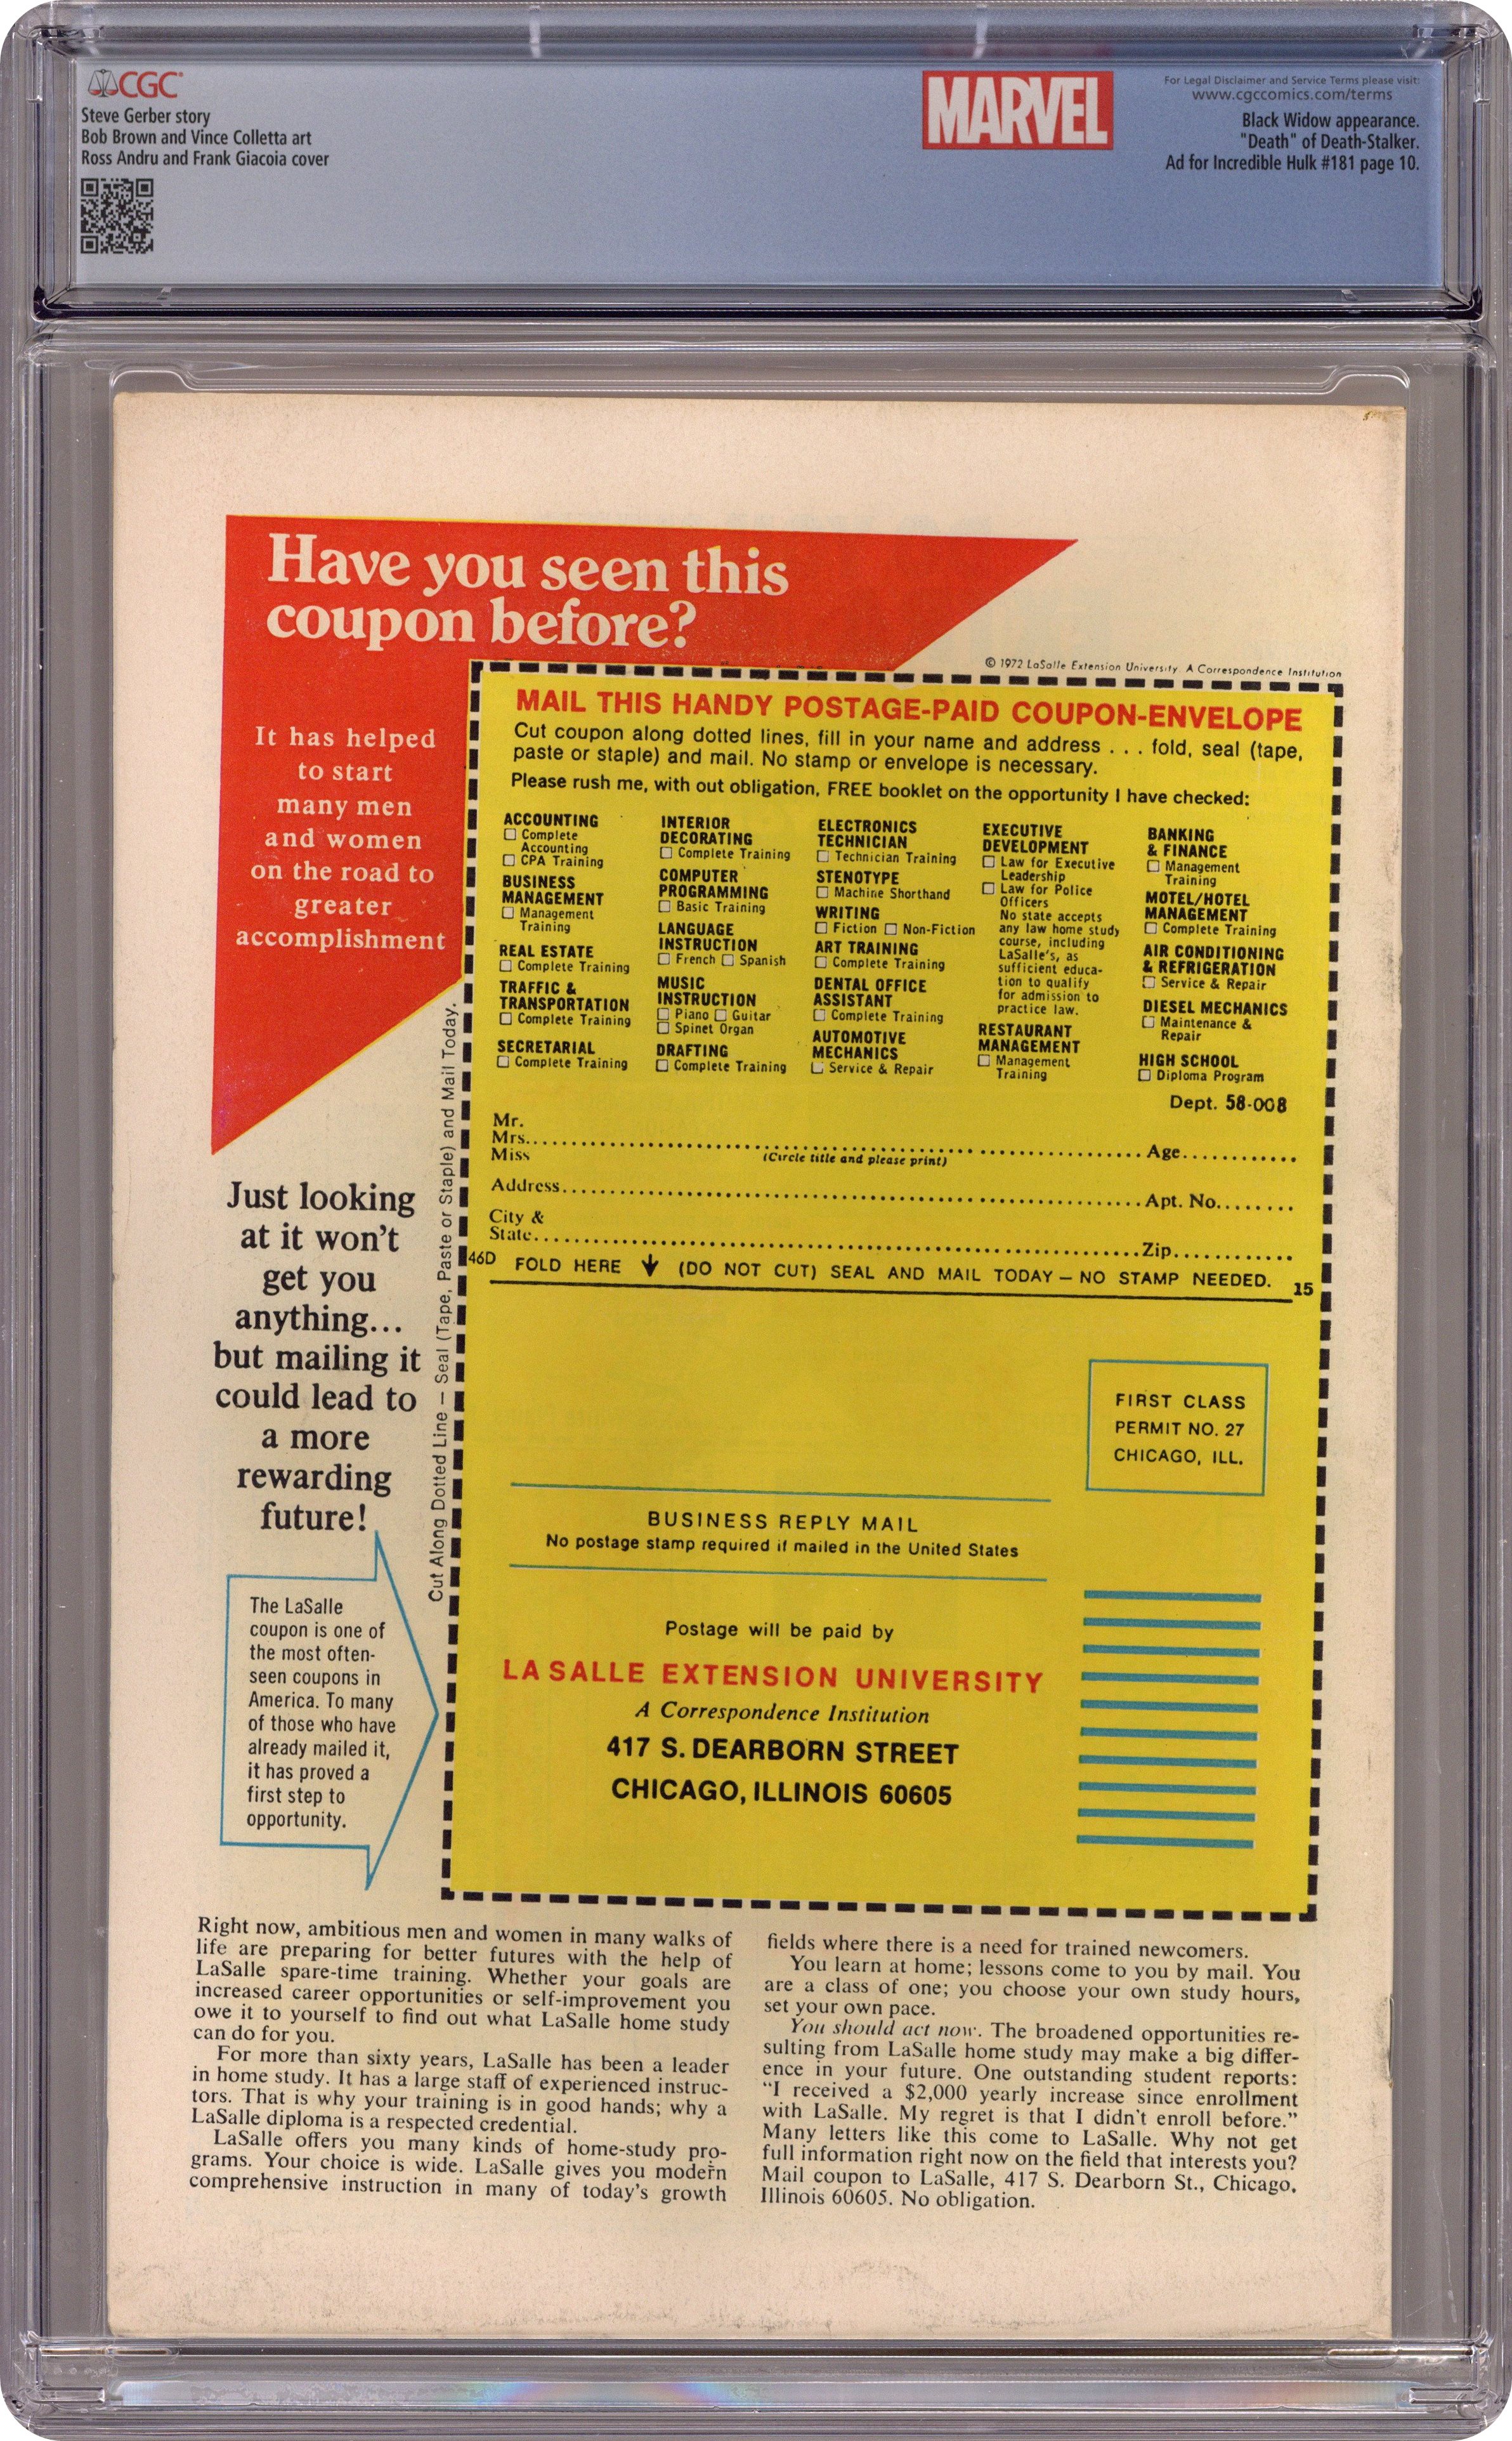 CGC
Steve Gerber story
Bob Brown and Vince Colletta art
Ross Andru and Frank Giacoia cover
MARVEL
For Legal Disclaimer and Service Terms please visit:
www.cgccomics.com/terms
Black Widow appearance.
"Death" of Death-Stalker.
Ad for Incredible Hulk #181 page 10.
Have you seen this
coupon before?
It has helped
to start
many men
and women
on the road to
greater
accomplishment
Just looking
at it won't
get you
anything...
but mailing it
could lead to
a more
rewarding
future!
The LaSalle
coupon is one of
the most often-
seen coupons in
America. To many
of those who have
already mailed it,
it has proved a
first step to
opportunity.
Cut Along Dotted Line — Seal (Tape, Paste or Staple) and Mail Today.
© 1972 LaSalle Extension University A Correspondence Institution
MAIL THIS HANDY POSTAGE-PAID COUPON-ENVELOPE
Cut coupon along dotted lines, fill in your name and address . . . fold, seal (tape,
paste or staple) and mail. No stamp or envelope is necessary.
Please rush me, with out obligation, FREE booklet on the opportunity I have checked:
ACCOUNTING
☐ Complete
Accounting
☐ CPA Training
BUSINESS
MANAGEMENT
☐ Management
Training
REAL ESTATE
☐ Complete Training
TRAFFIC &
TRANSPORTATION
☐ Complete Training
SECRETARIAL
☐ Complete Training
INTERIOR
DECORATING
☐ Complete Training
COMPUTER
PROGRAMMING
☐ Basic Training
LANGUAGE
INSTRUCTION
☐ French ☐ Spanish
MUSIC
INSTRUCTION
☐ Piano ☐ Guitar
☐ Spinet Organ
DRAFTING
☐ Complete Training
ELECTRONICS
TECHNICIAN
☐ Technician Training
STENOTYPE
☐ Machine Shorthand
WRITING
☐ Fiction ☐ Non-Fiction
ART TRAINING
☐ Complete Training
DENTAL OFFICE
ASSISTANT
☐ Complete Training
AUTOMOTIVE
MECHANICS
☐ Service & Repair
EXECUTIVE
DEVELOPMENT
☐ Law for Executive
Leadership
☐ Law for Police
Officers
No state accepts
any law home study
course, including
LaSalle's, as
sufficient educa-
tion to qualify
for admission to
practice law.
RESTAURANT
MANAGEMENT
☐ Management
Training
BANKING
& FINANCE
☐ Management
Training
MOTEL/HOTEL
MANAGEMENT
☐ Complete Training
AIR CONDITIONING
& REFRIGERATION
☐ Service & Repair
DIESEL MECHANICS
☐ Maintenance &
Repair
HIGH SCHOOL
☐ Diploma Program
Dept. 58-008
Mr.
Mrs. Age
Miss (Circle title and please print)
Address Apt. No.
City &
State Zip
46D FOLD HERE ↓ (DO NOT CUT) SEAL AND MAIL TODAY — NO STAMP NEEDED. 15
FIRST CLASS
PERMIT NO. 27
CHICAGO, ILL.
BUSINESS REPLY MAIL
No postage stamp required if mailed in the United States
Postage will be paid by
LA SALLE EXTENSION UNIVERSITY
A Correspondence Institution
417 S. DEARBORN STREET
CHICAGO, ILLINOIS 60605
Right now, ambitious men and women in many walks of
life are preparing for better futures with the help of
LaSalle spare-time training. Whether your goals are
increased career opportunities or self-improvement you
owe it to yourself to find out what LaSalle home study
can do for you.
For more than sixty years, LaSalle has been a leader
in home study. It has a large staff of experienced instruc-
tors. That is why your training is in good hands; why a
LaSalle diploma is a respected credential.
LaSalle offers you many kinds of home-study pro-
grams. Your choice is wide. LaSalle gives you modern
comprehensive instruction in many of today's growth
fields where there is a need for trained newcomers.
You learn at home; lessons come to you by mail. You
are a class of one; you choose your own study hours,
set your own pace.
You should act now. The broadened opportunities re-
sulting from LaSalle home study may make a big differ-
ence in your future. One outstanding student reports:
"I received a $2,000 yearly increase since enrollment
with LaSalle. My regret is that I didn't enroll before."
Many letters like this come to LaSalle. Why not get
full information right now on the field that interests you?
Mail coupon to LaSalle, 417 S. Dearborn St., Chicago,
Illinois 60605. No obligation.